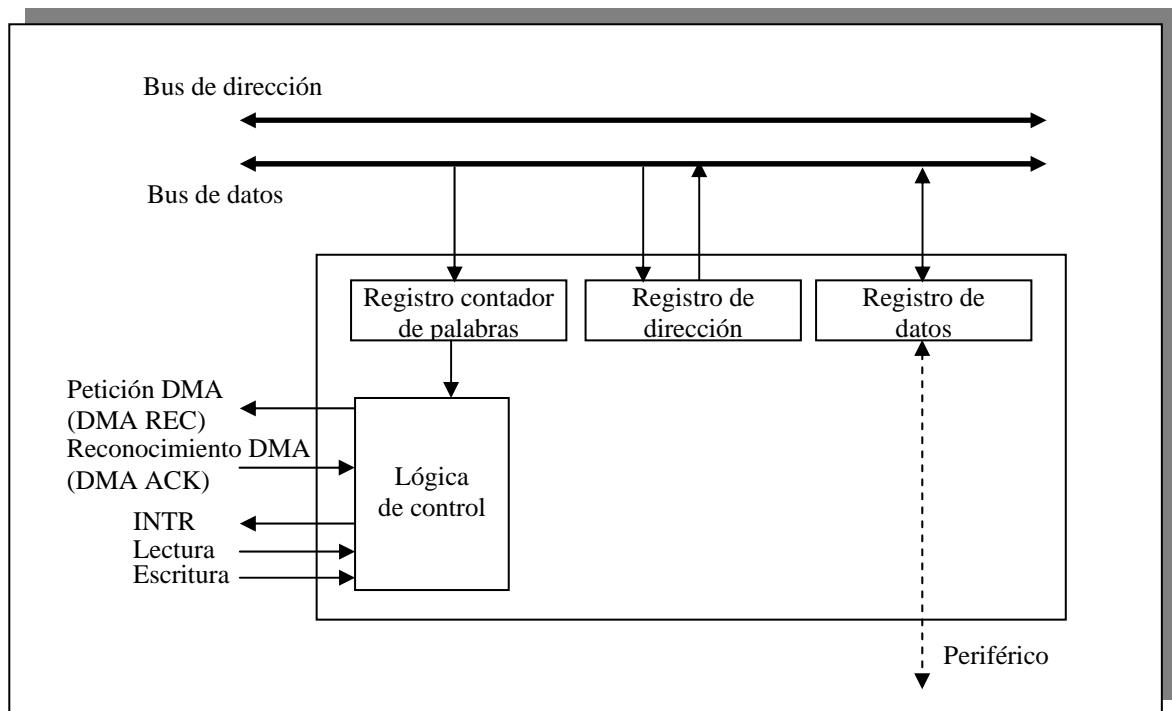 Bus de dirección
Bus de datos
Registro contador
de palabras
Registro de
dirección
Registro de
datos
Petición DMA
(DMA REC)
Reconocimiento DMA
(DMA ACK)
INTR
Lectura
Escritura
Lógica
de control
Periférico